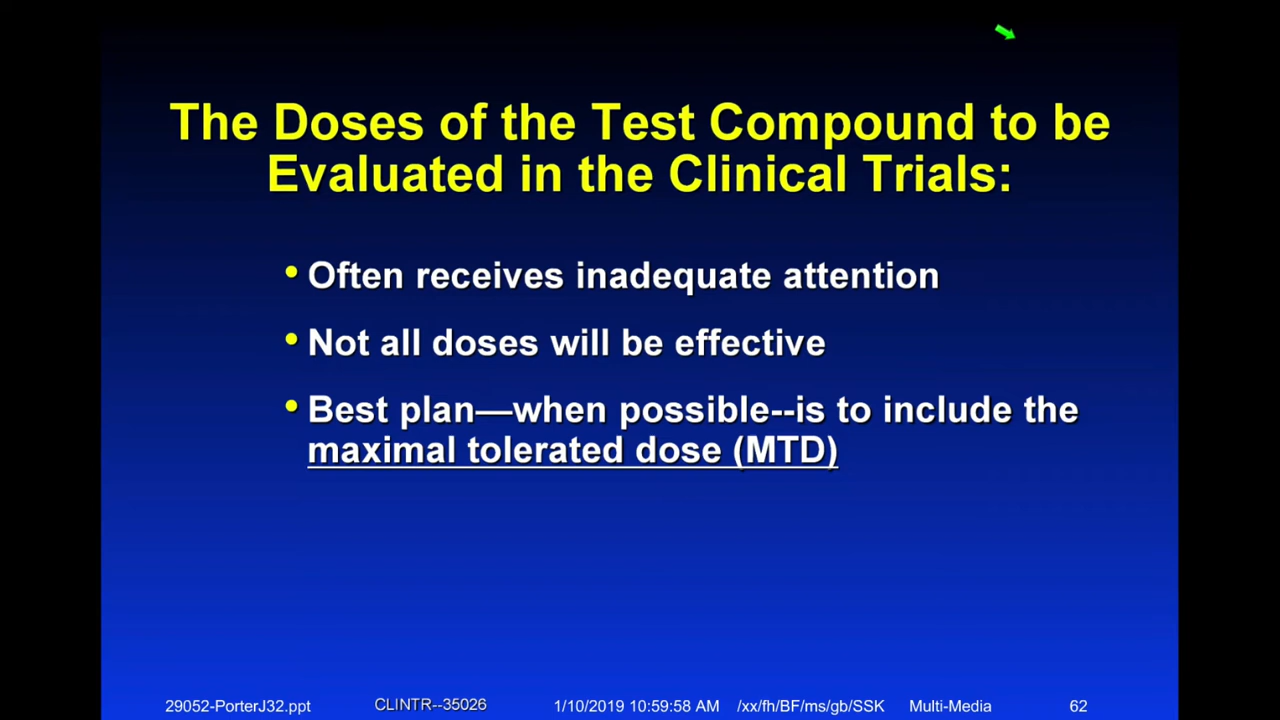 The Doses of the Test Compound to be
Evaluated in the Clinical Trials:
• Often receives inadequate attention
• Not all doses will be effective
• Best plan—when possible--is to include the
maximal tolerated dose (MTD)
29052-PorterJ32.ppt CLINTR--35026 1/10/2019 10:59:58 AM /xx/fh/BF/ms/gb/SSK Multi-Media 62